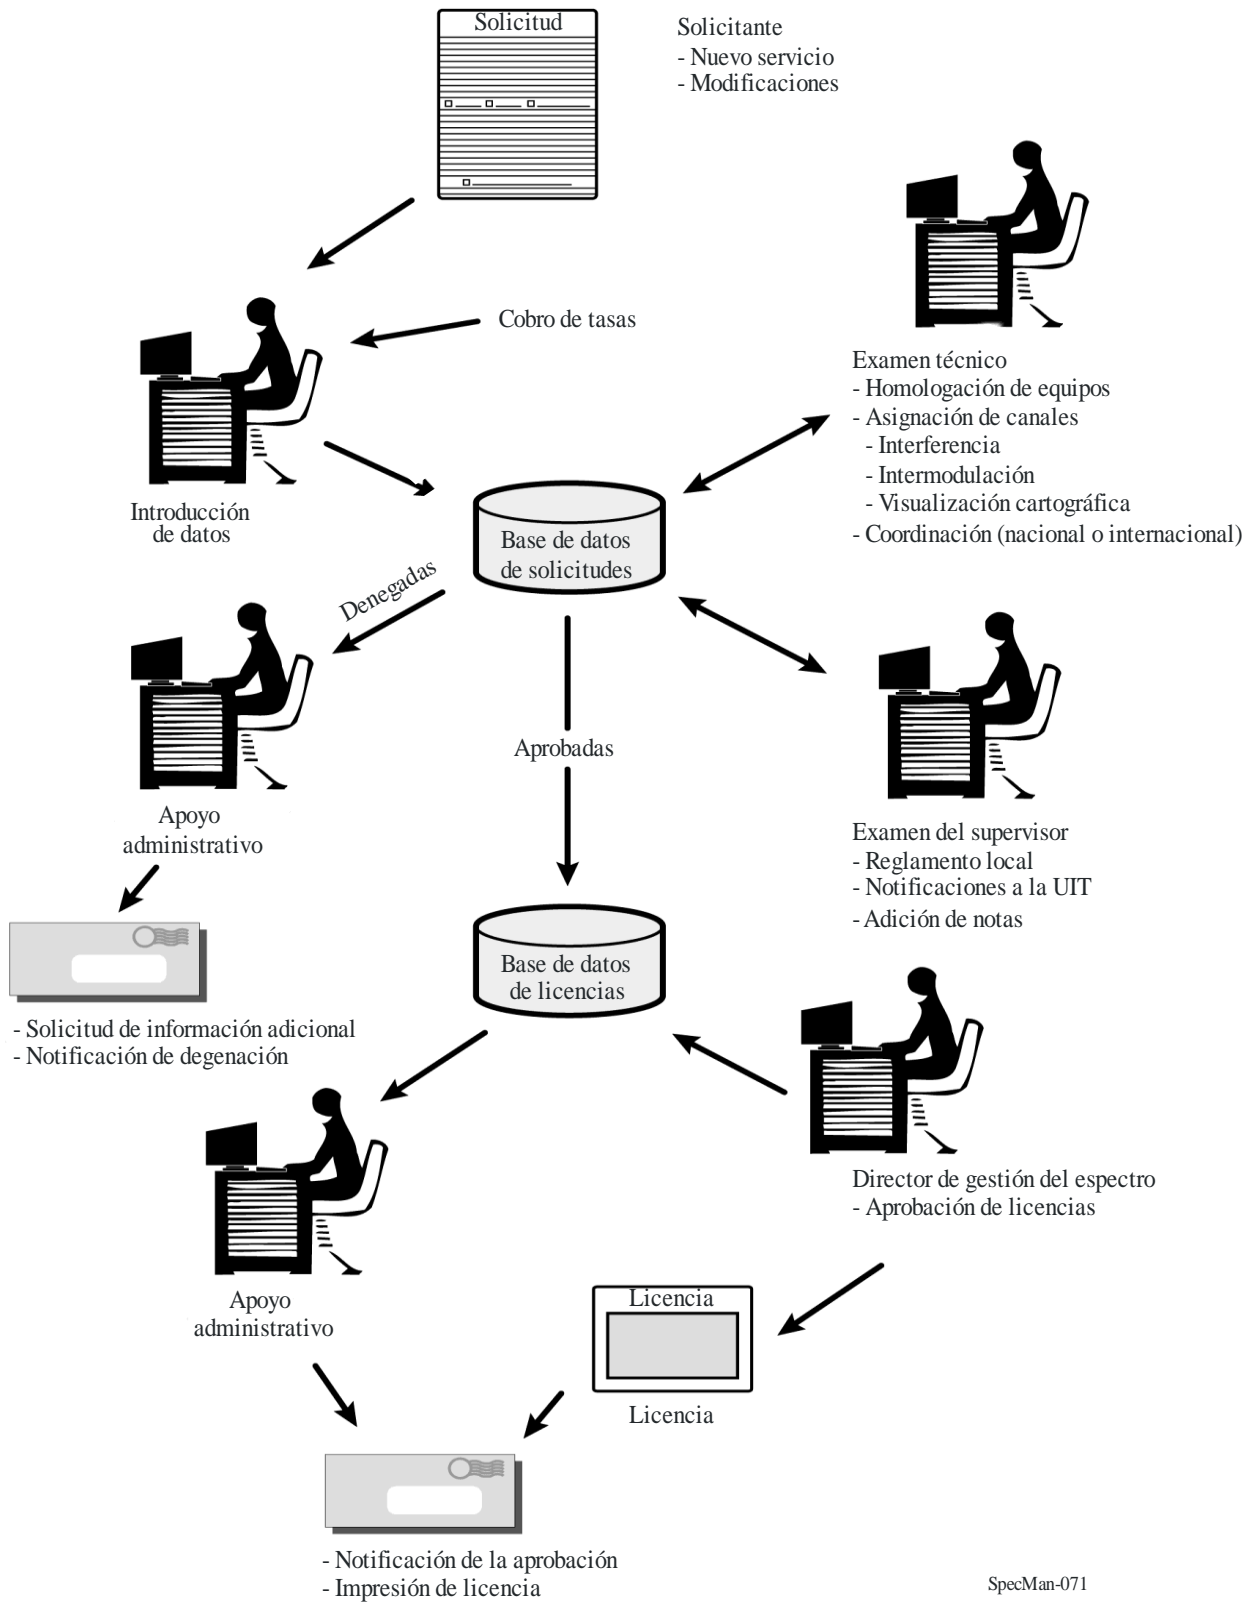 Solicitud
Solicitante
- Nuevo servicio
- Modificaciones
Cobro de tasas
Examen técnico
- Homologación de equipos
- Asignación de canales
- Interferencia
- Intermodulación
- Visualización cartográfica
- Coordinación (nacional o internacional)
Introducción
de datos
Base de datos
de solicitudes
Denegadas
Aprobadas
Apoyo
administrativo
Examen del supervisor
- Reglamento local
- Notificaciones a la UIT
- Adición de notas
Base de datos
de licencias
- Solicitud de información adicional
- Notificación de degenación
Director de gestión del espectro
- Aprobación de licencias
Apoyo
administrativo
Licencia
Licencia
- Notificación de la aprobación
- Impresión de licencia
SpecMan-071